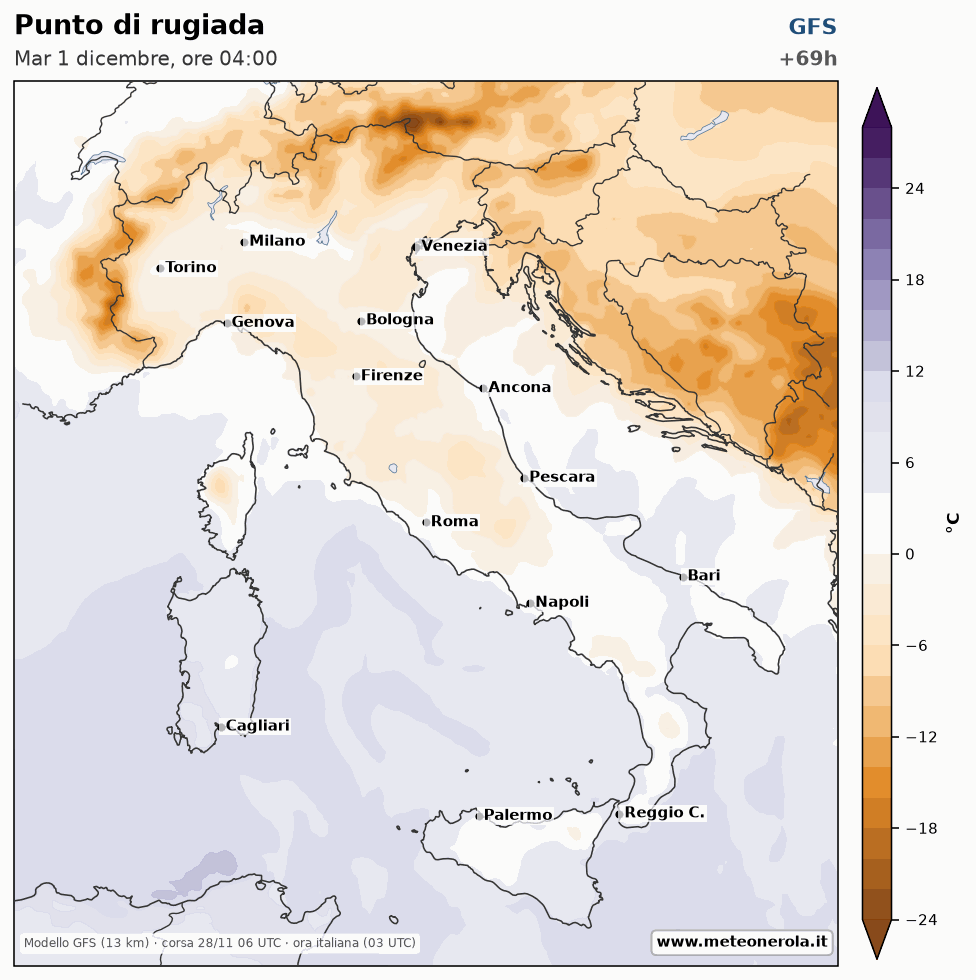 Punto di rugiada
GFS
Mar 1 dicembre, ore 04:00
+69h
Milano
Venezia
Torino
Genova
Bologna
Firenze
Ancona
Pescara
Roma
Bari
Napoli
Cagliari
Palermo
Reggio C.
24
18
12
6
0
−6
−12
−18
−24
°C
Modello GFS (13 km) · corsa 28/11 06 UTC · ora italiana (03 UTC)
www.meteonerola.it